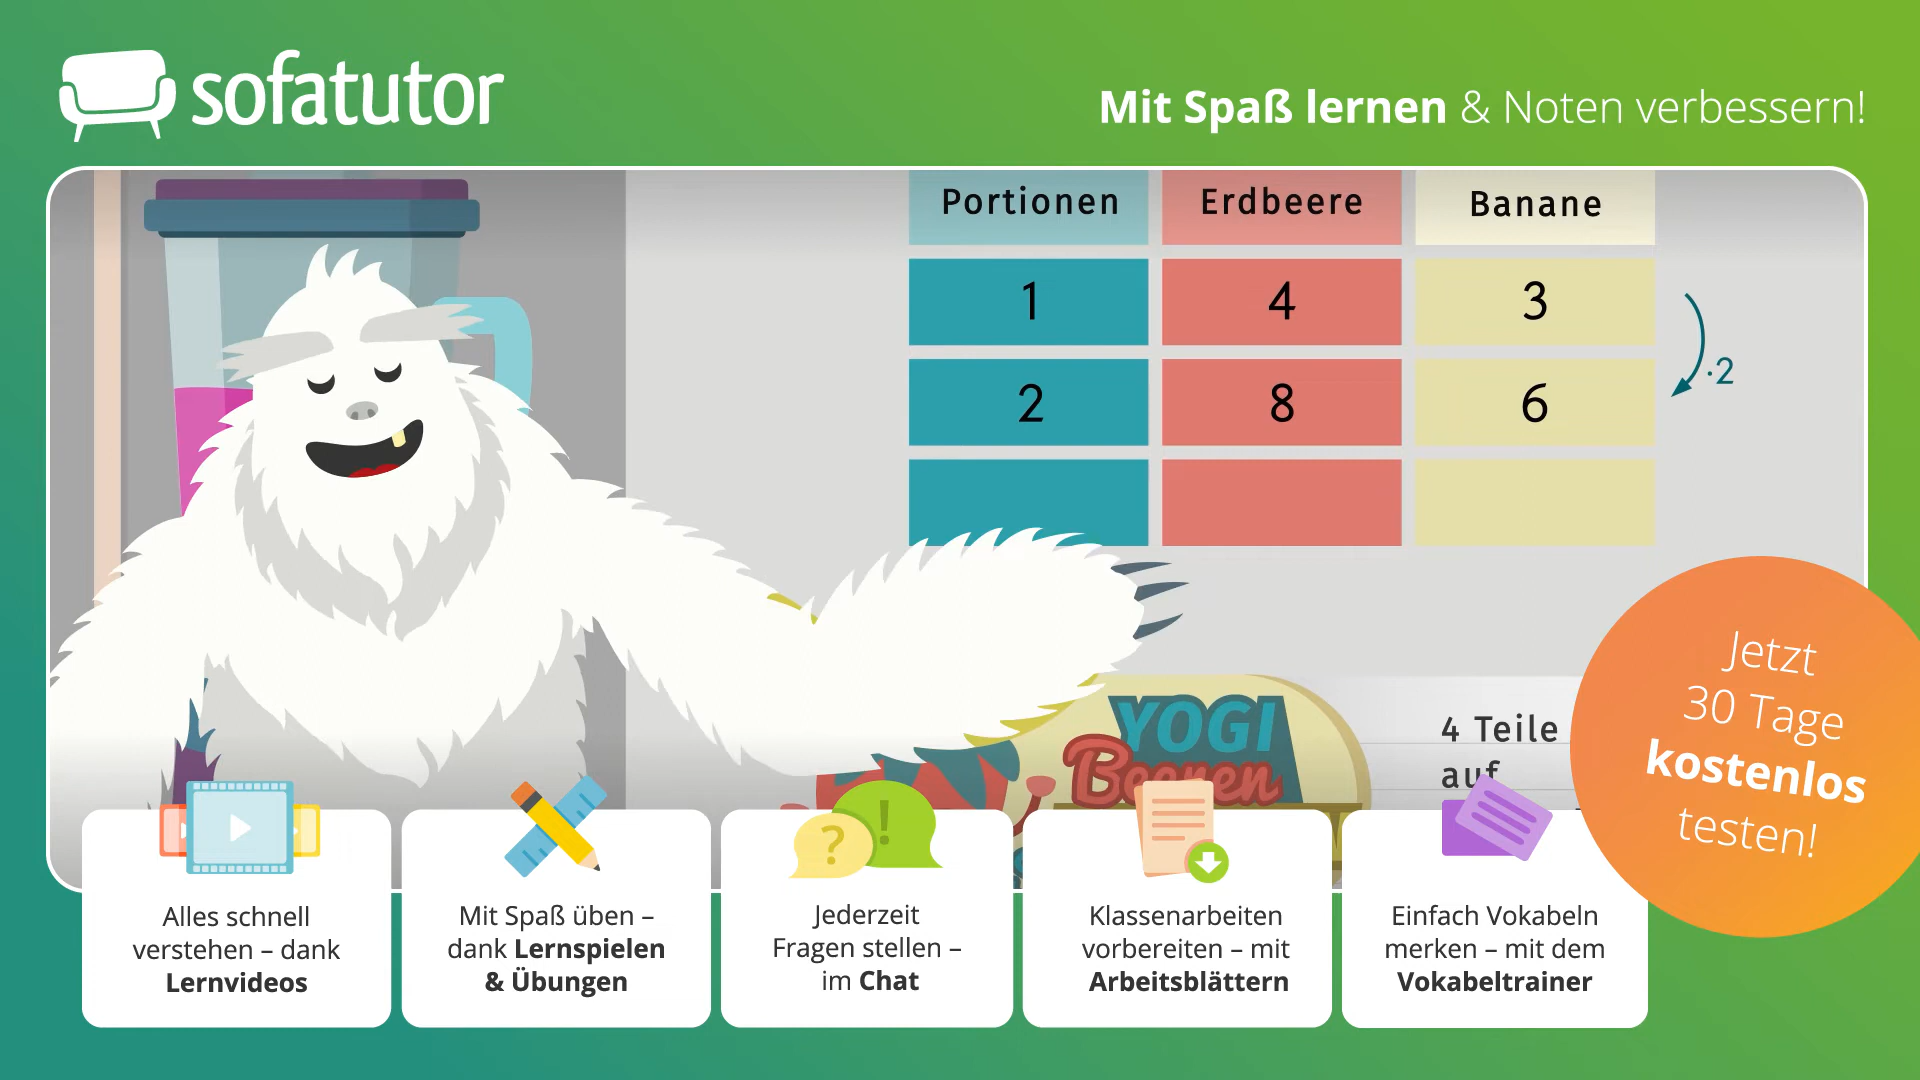 sofatutor
Mit Spaß lernen & Noten verbessern!
Portionen Erdbeere Banane
1 4 3
2 8 6
·2
YOGI
Beeren
4 Teile
auf
Jetzt
30 Tage
kostenlos
testen!
?
!
Alles schnell
verstehen – dank
Lernvideos
Mit Spaß üben –
dank Lernspielen
& Übungen
Jederzeit
Fragen stellen –
im Chat
Klassenarbeiten
vorbereiten – mit
Arbeitsblättern
Einfach Vokabeln
merken – mit dem
Vokabeltrainer